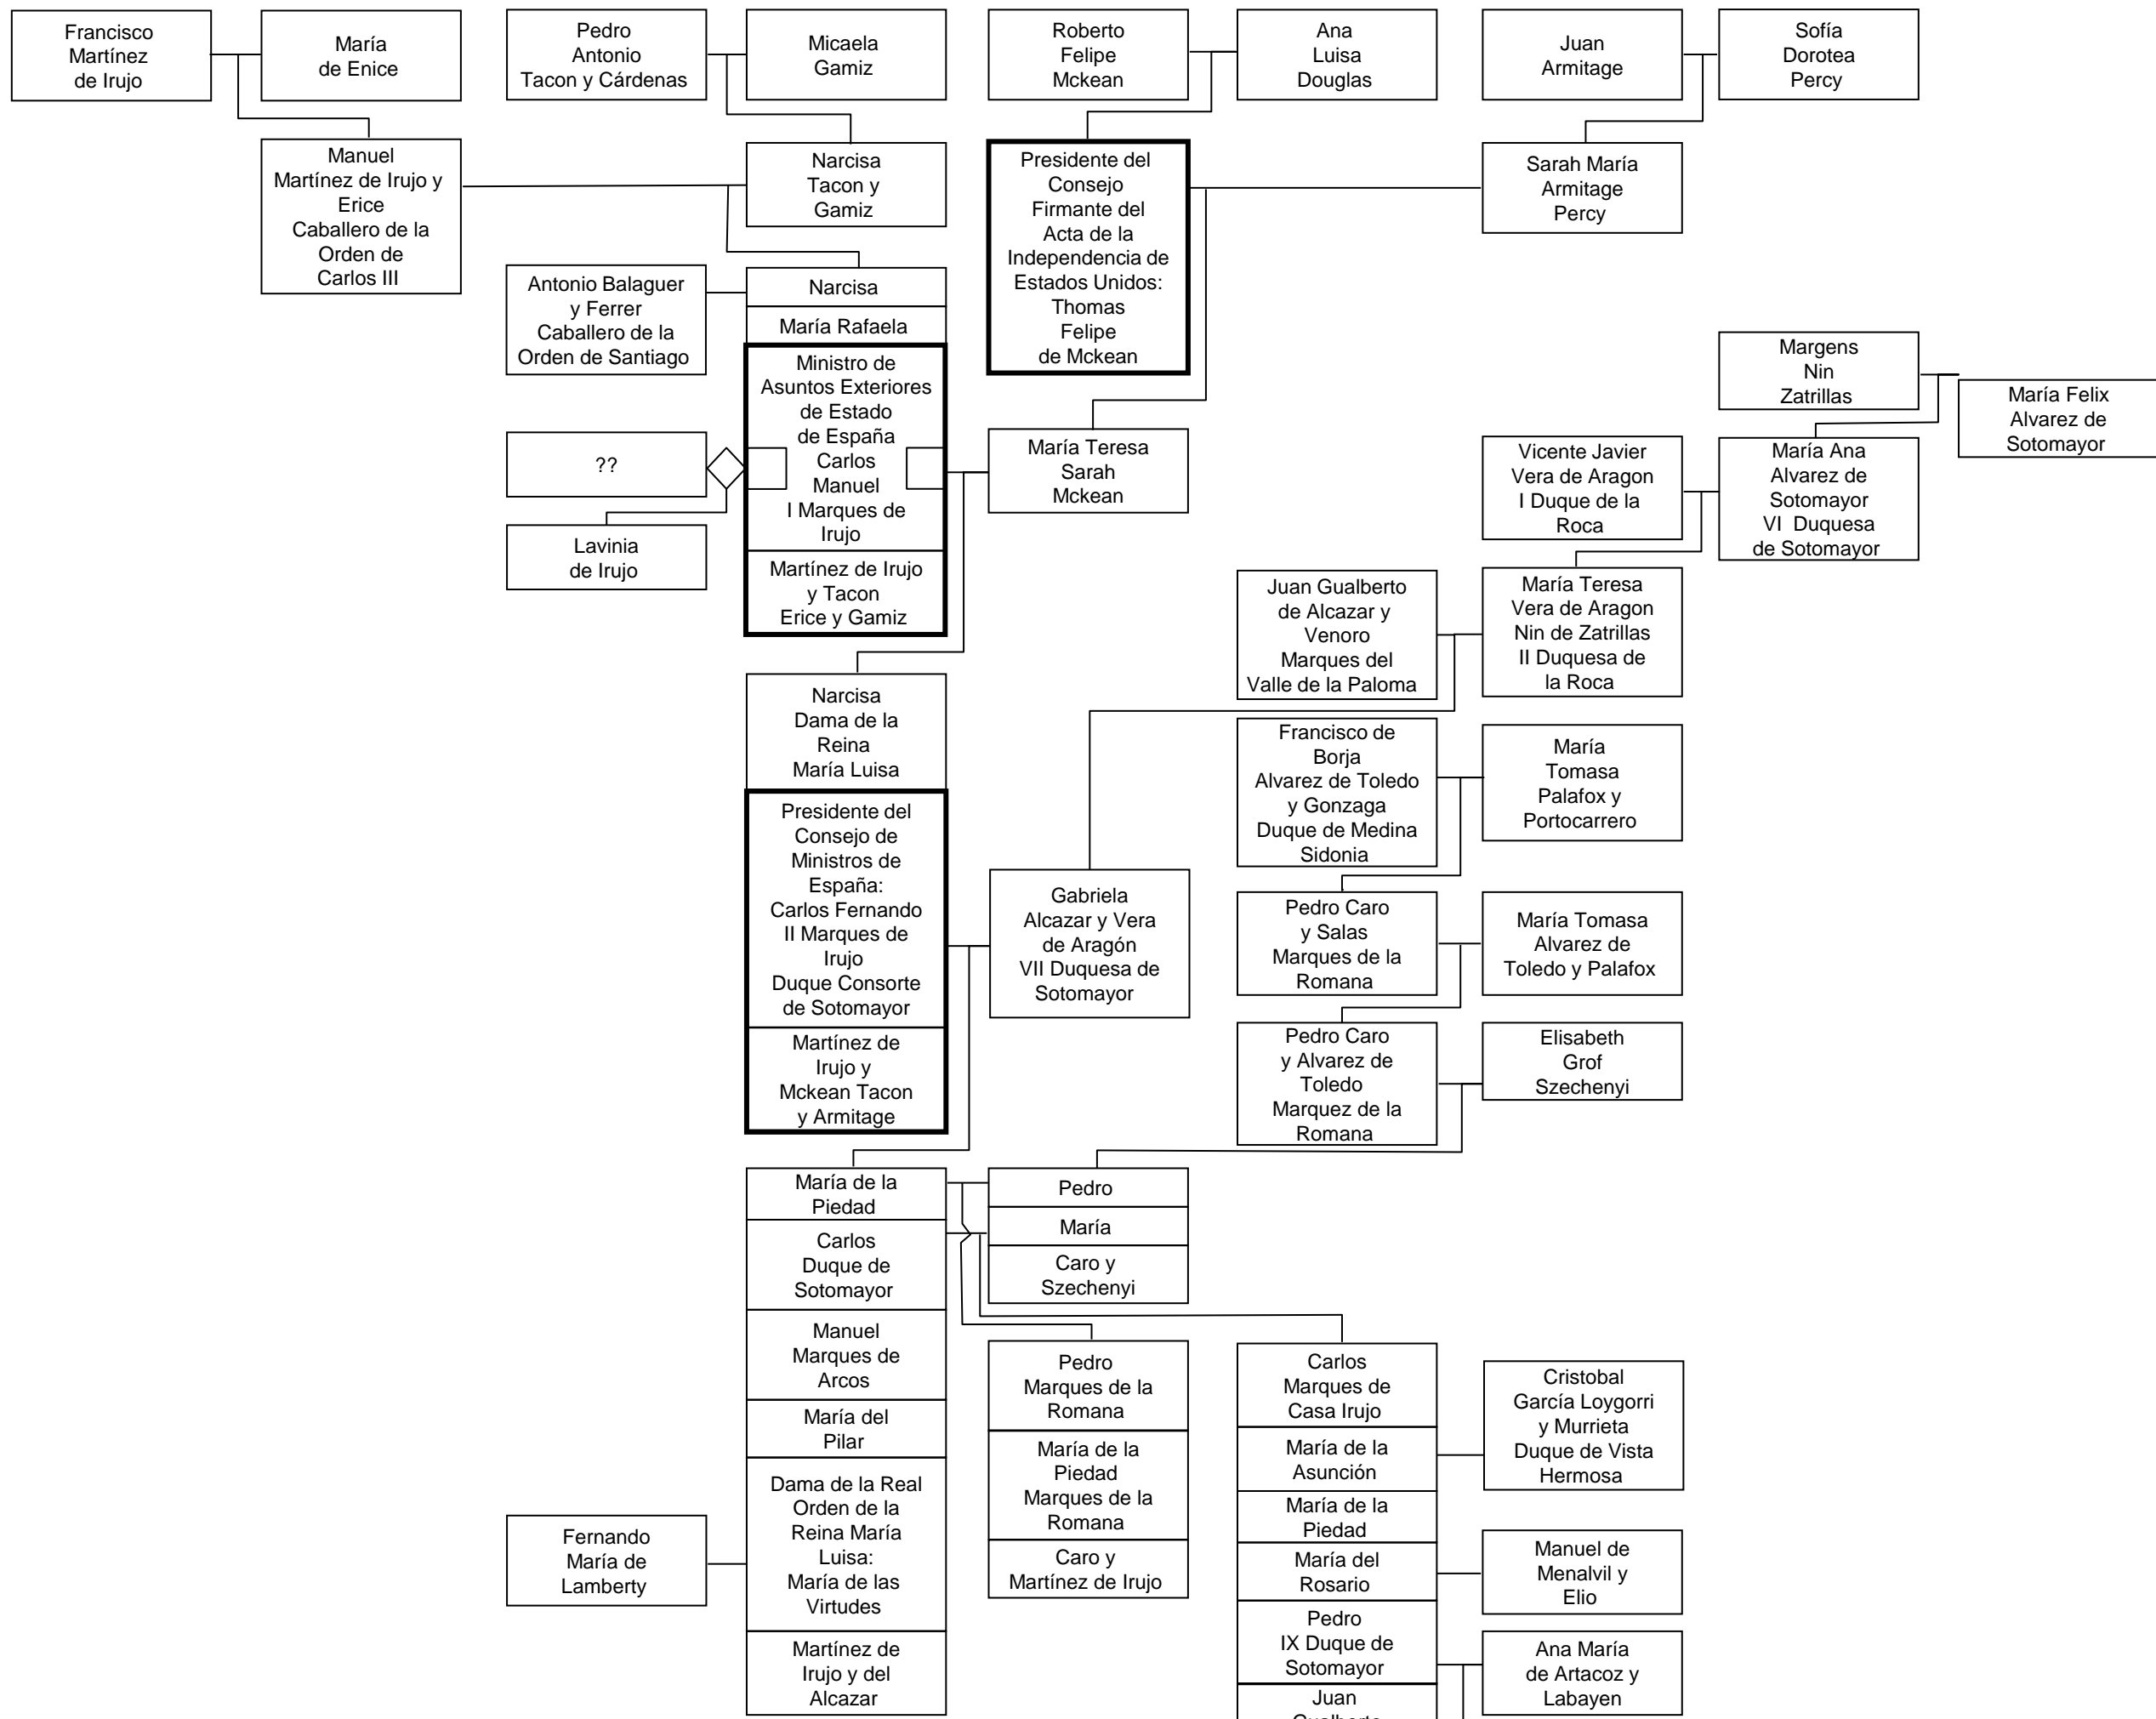 Francisco
Martínez
de Irujo
María
de Enice
Pedro
Antonio
Tacon y Cárdenas
Micaela
Gamiz
Roberto
Felipe
Mckean
Ana
Luisa
Douglas
Juan
Armitage
Sofía
Dorotea
Percy
Manuel
Martínez de Irujo y
Erice
Caballero de la
Orden de
Carlos III
Narcisa
Tacon y
Gamiz
Presidente del
Consejo
Firmante del
Acta de la
Independencia de
Estados Unidos:
Thomas
Felipe
de Mckean
Sarah María
Armitage
Percy
Antonio Balaguer
y Ferrer
Caballero de la
Orden de Santiago
Narcisa
María Rafaela
Ministro de
Asuntos Exteriores
de Estado
de España
Carlos
Manuel
I Marques de
Irujo
Martínez de Irujo
y Tacon
Erice y Gamiz
??
Lavinia
de Irujo
María Teresa
Sarah
Mckean
Margens
Nin
Zatrillas
María Felix
Alvarez de
Sotomayor
Vicente Javier
Vera de Aragon
I Duque de la
Roca
María Ana
Alvarez de
Sotomayor
VI Duquesa
de Sotomayor
Juan Gualberto
de Alcazar y
Venoro
Marques del
Valle de la Paloma
María Teresa
Vera de Aragon
Nin de Zatrillas
II Duquesa de
la Roca
Narcisa
Dama de la
Reina
María Luisa
Presidente del
Consejo de
Ministros de
España:
Carlos Fernando
II Marques de
Irujo
Duque Consorte
de Sotomayor
Martínez de
Irujo y
Mckean Tacon
y Armitage
Gabriela
Alcazar y Vera
de Aragón
VII Duquesa de
Sotomayor
Francisco de
Borja
Alvarez de Toledo
y Gonzaga
Duque de Medina
Sidonia
María
Tomasa
Palafox y
Portocarrero
Pedro Caro
y Salas
Marques de la
Romana
María Tomasa
Alvarez de
Toledo y Palafox
Pedro Caro
y Alvarez de
Toledo
Marquez de la
Romana
Elisabeth
Grof
Szechenyi
María de la
Piedad
Carlos
Duque de
Sotomayor
Manuel
Marques de
Arcos
María del
Pilar
Dama de la Real
Orden de la
Reina María
Luisa:
María de las
Virtudes
Martínez de
Irujo y del
Alcazar
Fernando
María de
Lamberty
Pedro
María
Caro y
Szechenyi
Pedro
Marques de la
Romana
María de la
Piedad
Marques de la
Romana
Caro y
Martínez de Irujo
Carlos
Marques de
Casa Irujo
María de la
Asunción
María de la
Piedad
María del
Rosario
Pedro
IX Duque de
Sotomayor
Juan
Cristobal
García Loygorri
y Murrieta
Duque de Vista
Hermosa
Manuel de
Menalvil y
Elio
Ana María
de Artacoz y
Labayen